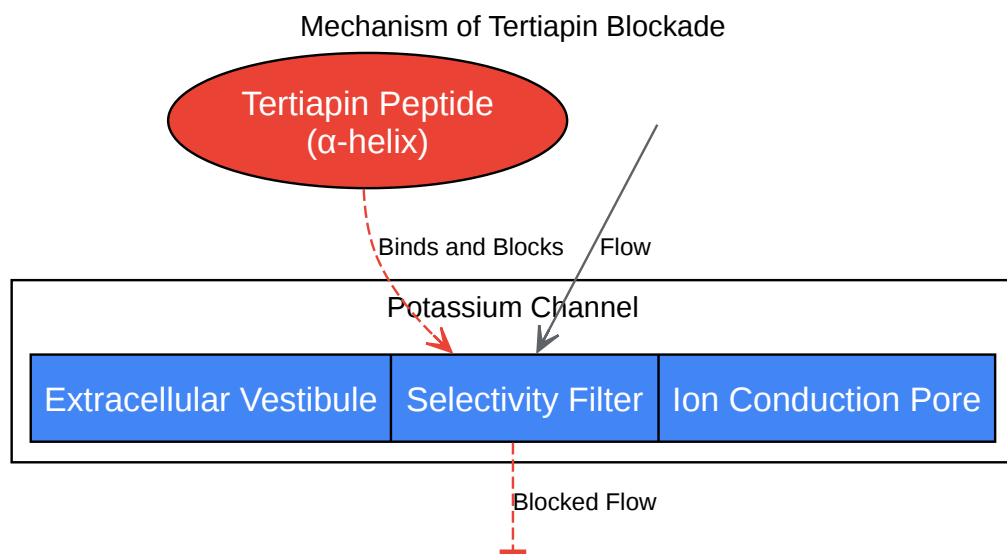 Mechanism of Tertiapin Blockade
Tertiapin Peptide
(α-helix)
Binds and Blocks
Flow
Potassium Channel
Extracellular Vestibule
Selectivity Filter
Ion Conduction Pore
Blocked Flow